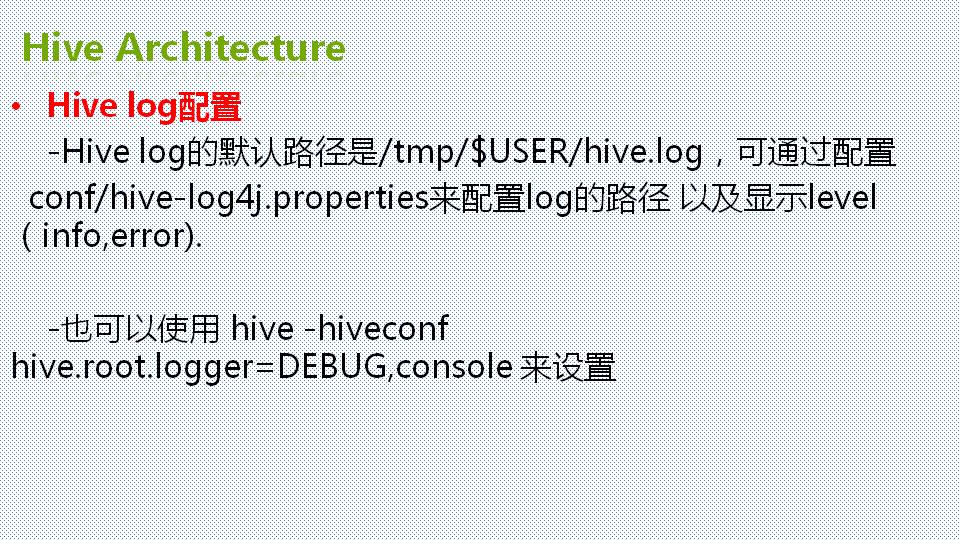 Hive Architecture
• Hive log配置
-Hive log的默认路径是/tmp/$USER/hive.log，可通过配置
conf/hive-log4j.properties来配置log的路径 以及显示level
（info,error).
-也可以使用 hive -hiveconf
hive.root.logger=DEBUG,console 来设置